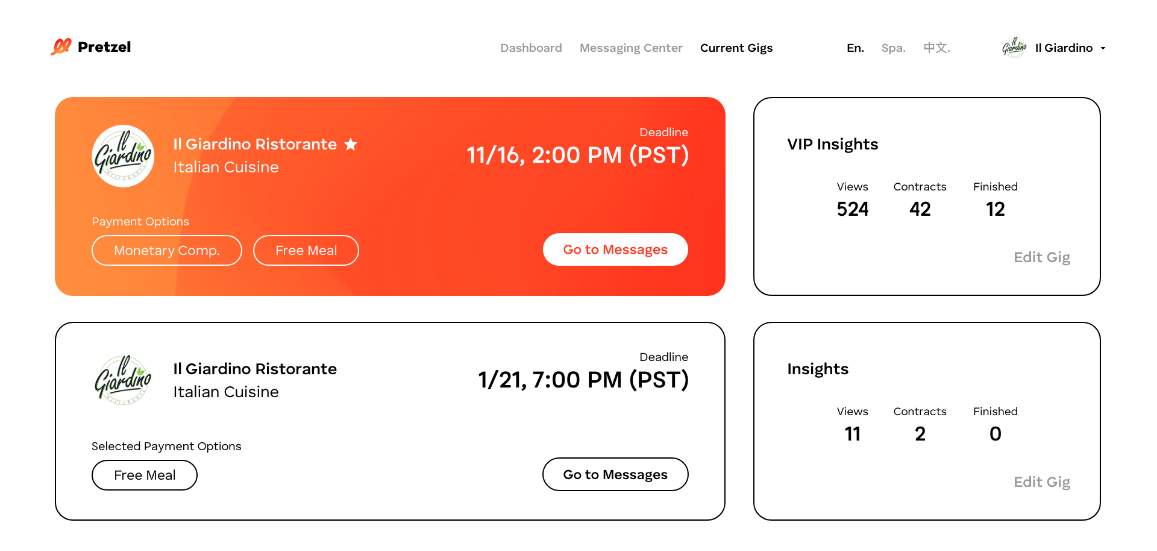 Pretzel
Dashboard Messaging Center Current Gigs En. Spa. 中文. Il Giardino Il Giardino
Il Giardino
Il Giardino Ristorante
Italian Cuisine
Deadline
11/16, 2:00 PM (PST)
Payment Options
Monetary Comp. Free Meal
Go to Messages
VIP Insights
Views Contracts Finished
524 42 12
Edit Gig
Il Giardino
Il Giardino Ristorante
Italian Cuisine
Deadline
1/21, 7:00 PM (PST)
Selected Payment Options
Free Meal
Go to Messages
Insights
Views Contracts Finished
11 2 0
Edit Gig